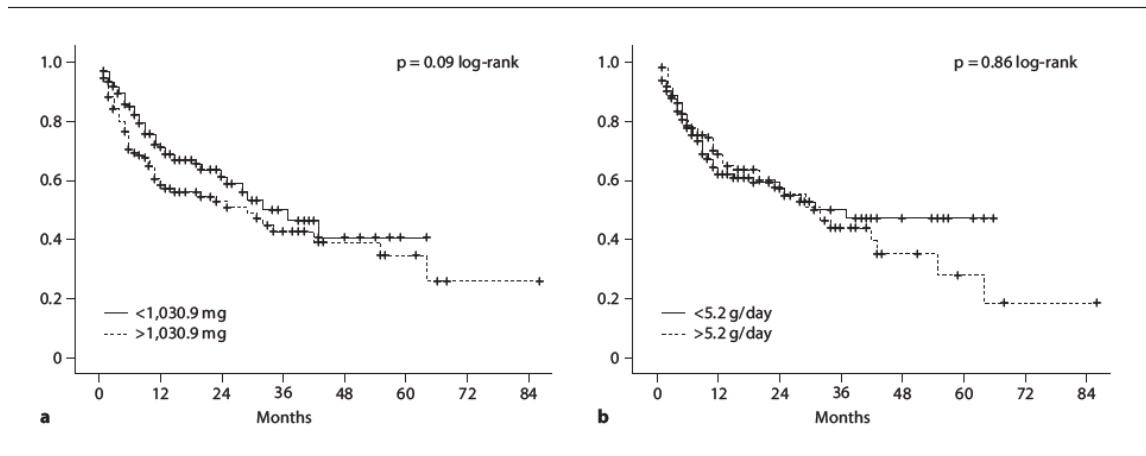 p = 0.09 log-rank
1.0
0.8
0.6
0.4
0.2
0
<1,030.9 mg
>1,030.9 mg
0 12 24 36 48 60 72 84
Months
a
p = 0.86 log-rank
1.0
0.8
0.6
0.4
0.2
0
<5.2 g/day
>5.2 g/day
0 12 24 36 48 60 72 84
Months
b